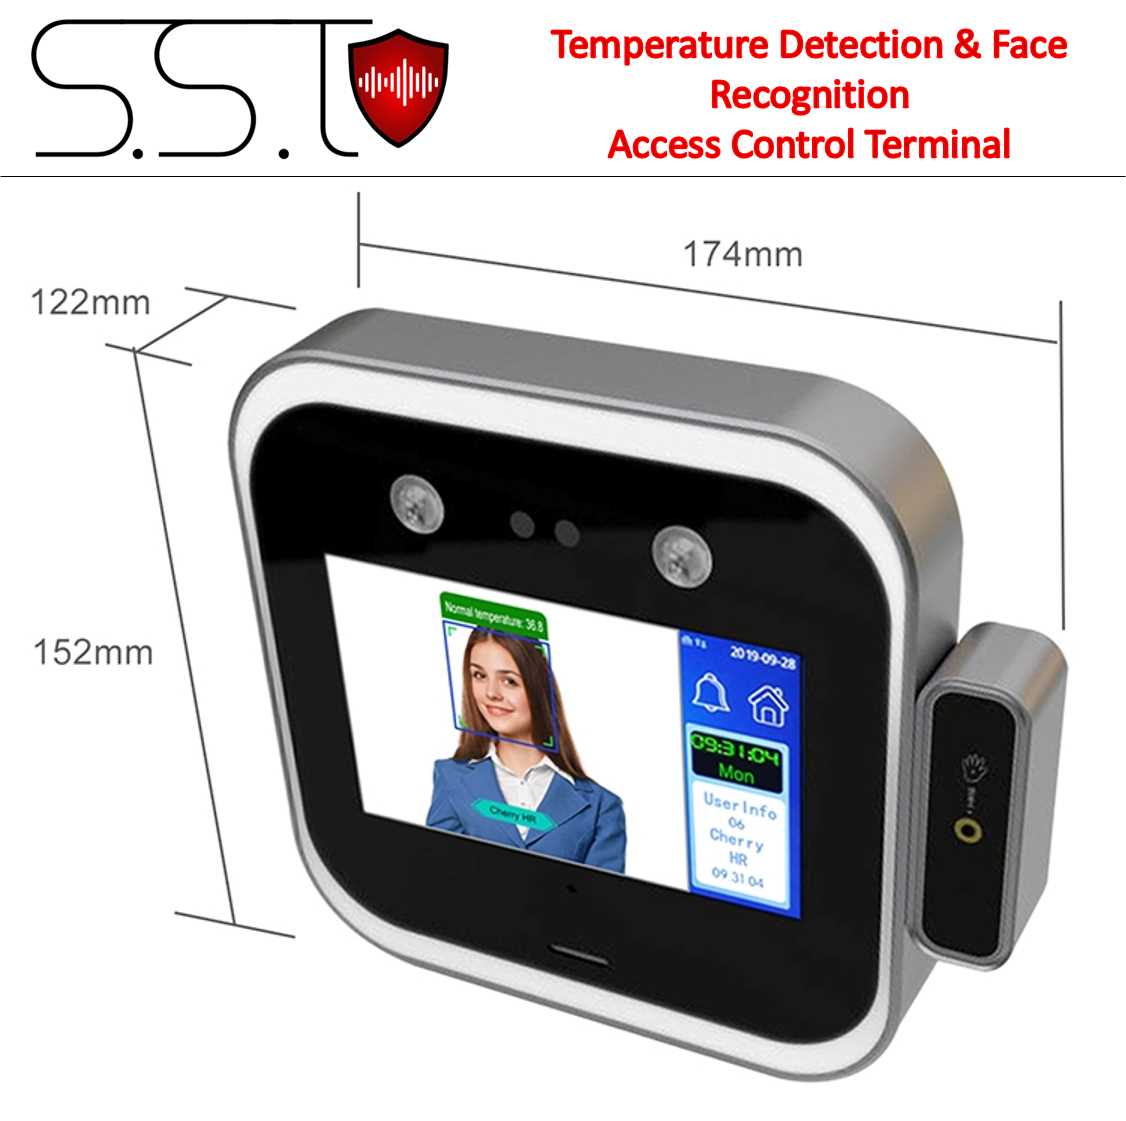 S.S.T
Temperature Detection & Face
Recognition
Access Control Terminal
174mm
122mm
152mm
Normal temperature: 36.8
2019-09-28
09:31:04
Mon
UserInfo
06
Cherry
HR
09 31 04
Cherry HR